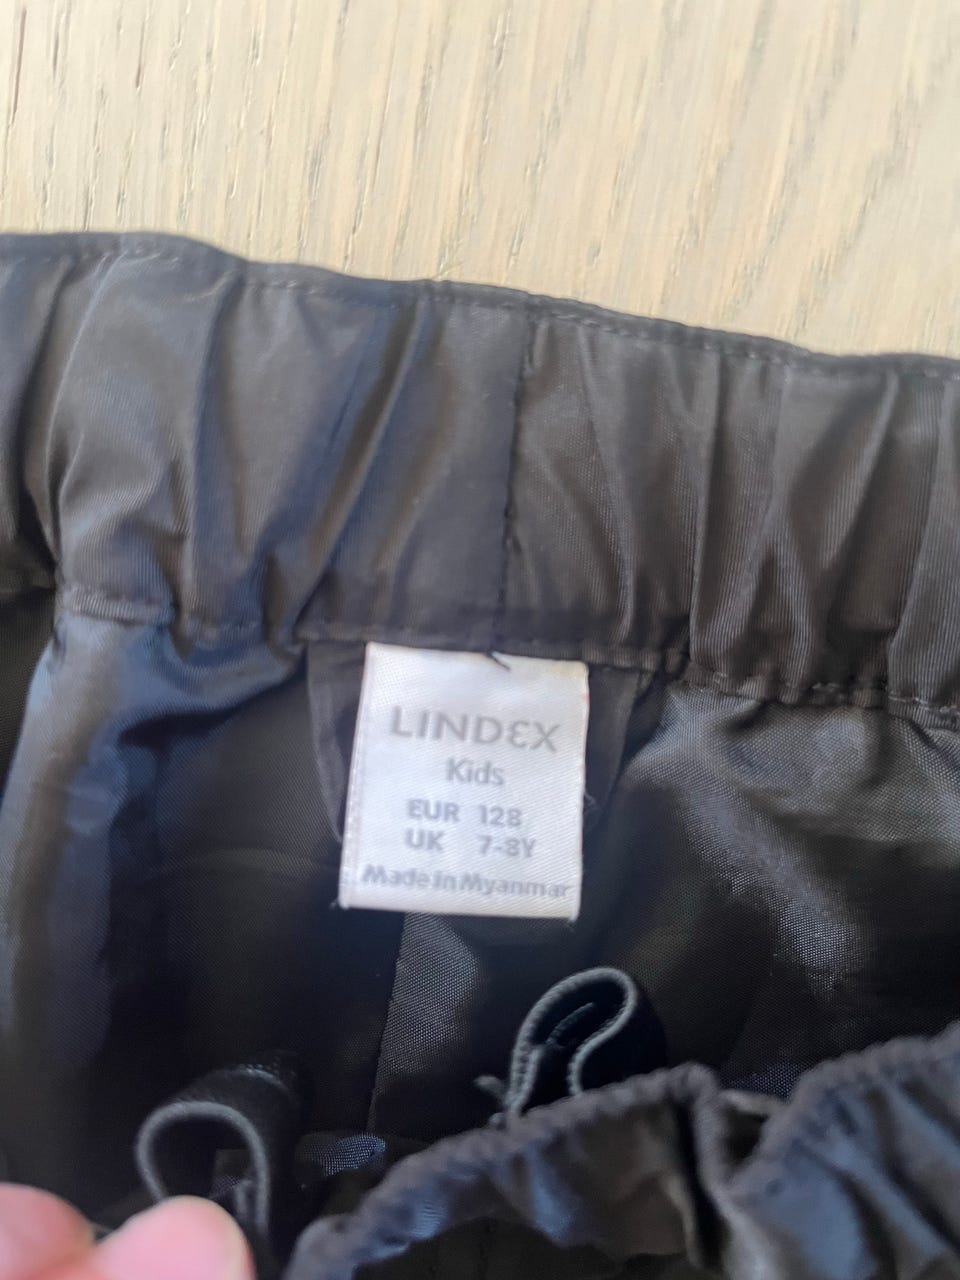 LINDEX
Kids
EUR 128
UK 7-8Y
Made in Myanmar